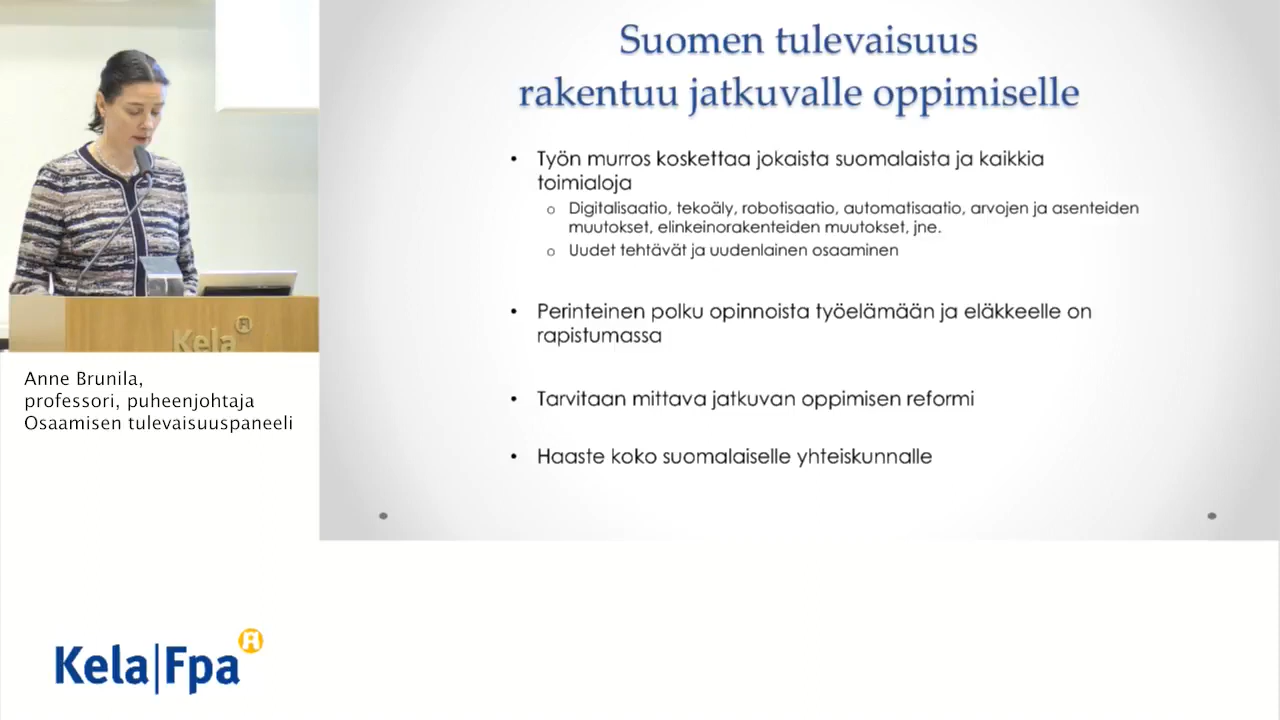 Suomen tulevaisuus
rakentuu jatkuvalle oppimiselle
• Työn murros koskettaa jokaista suomalaista ja kaikkia
toimialoja
o Digitalisaatio, tekoäly, robotisaatio, automatisaatio, arvojen ja asenteiden
muutokset, elinkeinorakenteiden muutokset, jne.
o Uudet tehtävät ja uudenlainen osaaminen
• Perinteinen polku opinnoista työelämään ja eläkkeelle on
rapistumassa
• Tarvitaan mittava jatkuvan oppimisen reformi
• Haaste koko suomalaiselle yhteiskunnalle
Kela
Anne Brunila,
professori, puheenjohtaja
Osaamisen tulevaisuuspaneeli
Kela|Fpa